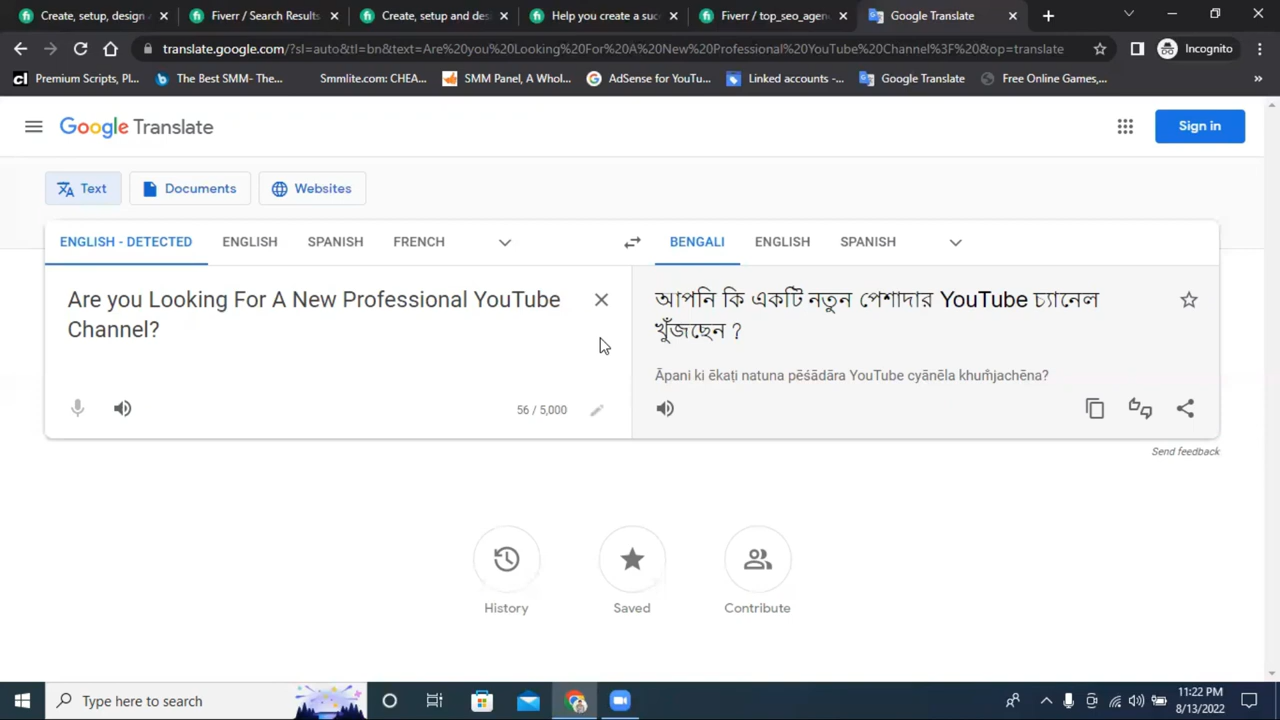 Create, setup, design
Fiverr / Search Results
Create, setup and des
Help you create a suc
Fiverr / top_seo_agen
Google Translate
translate.google.com/?sl=auto&tl=bn&text=Are%20you%20Looking%20For%20A%20New%20Professional%20YouTube%20Channel%3F%20&op=translate
Incognito
Premium Scripts, Pl...
The Best SMM- The...
Smmlite.com: CHEA...
SMM Panel, A Whol...
AdSense for YouTu...
Linked accounts -...
Google Translate
Free Online Games,...
Google Translate
Sign in
Text Documents Websites
ENGLISH - DETECTED ENGLISH SPANISH FRENCH
BENGALI ENGLISH SPANISH
Are you Looking For A New Professional YouTube
Channel?
56 / 5,000
আপনি কি একটি নতুন পেশাদার YouTube চ্যানেল
খুঁজছেন ?
Āpani ki ēkaṭi natuna pēśādāra YouTube cyānēla khum̐jachēna?
Send feedback
History Saved Contribute
Type here to search
11:22 PM
8/13/2022